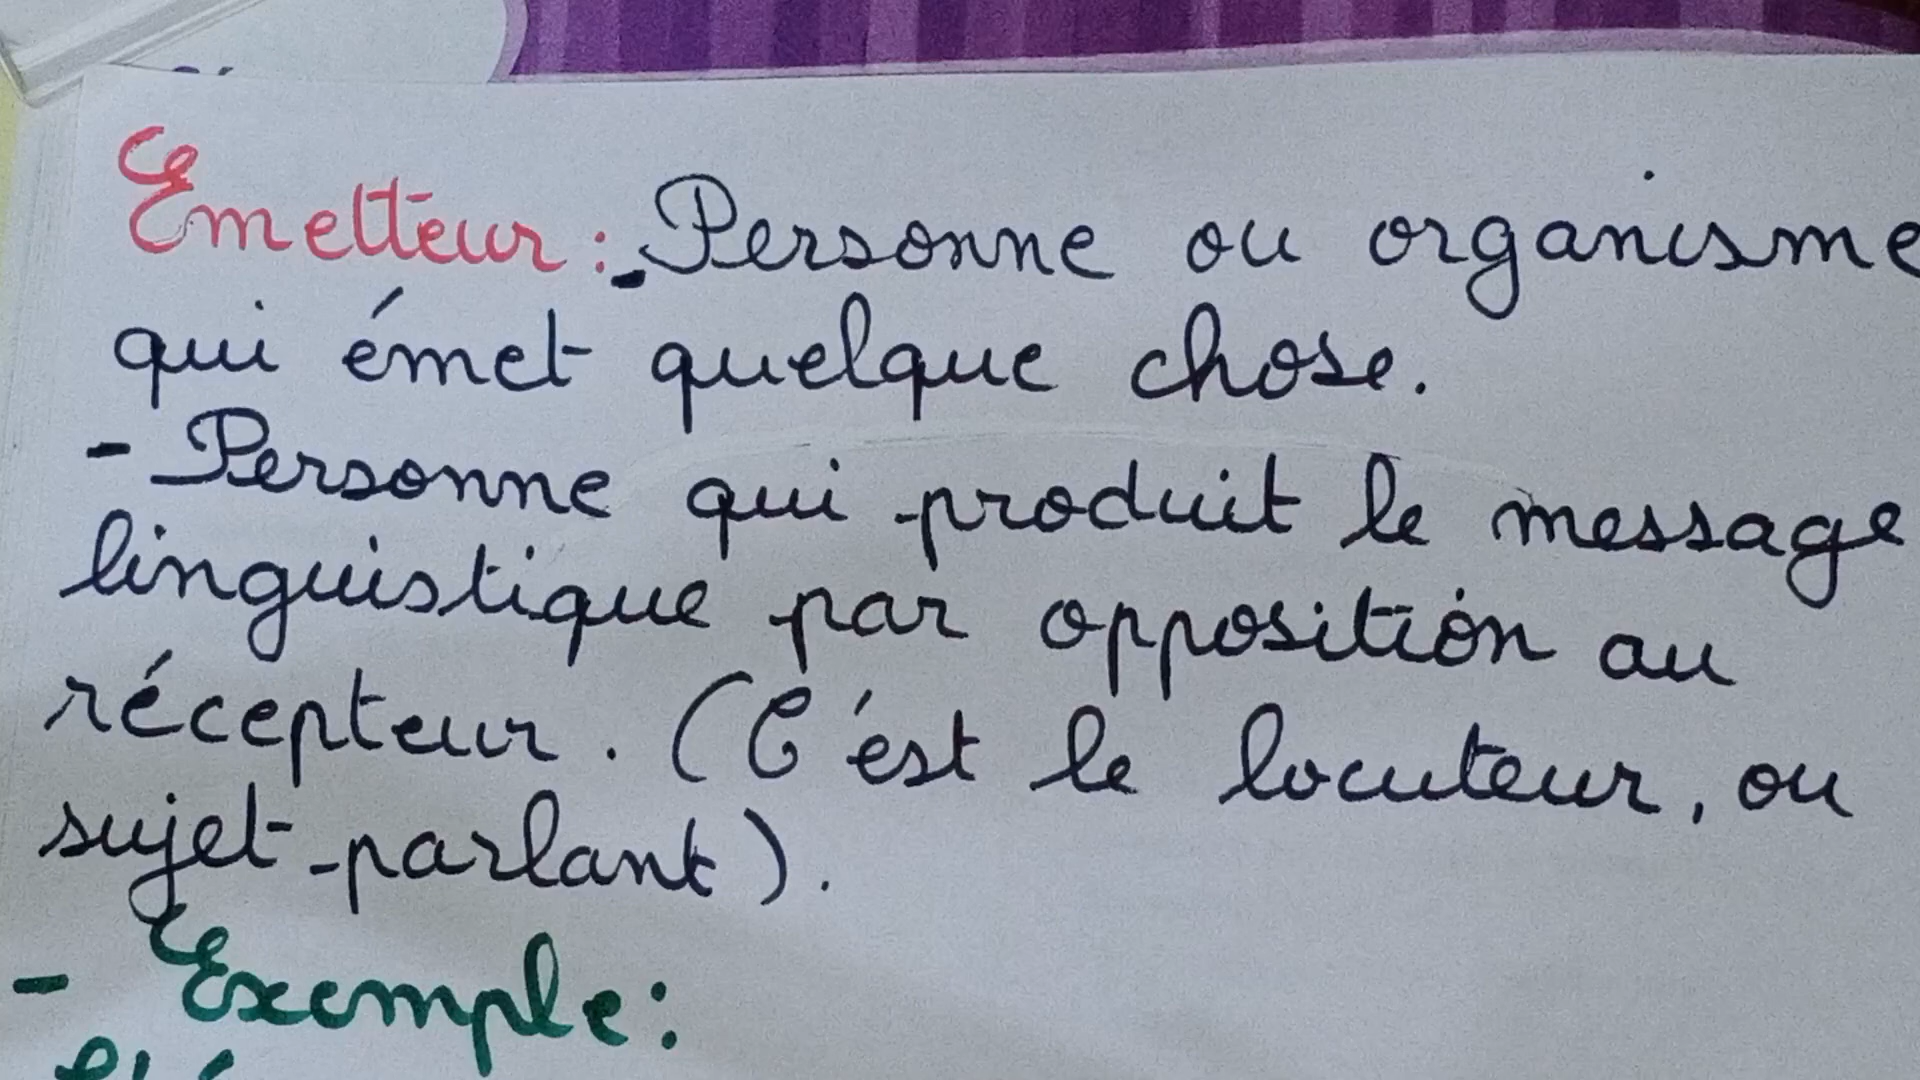 Emetteur : - Personne ou organisme
qui émet quelque chose.
- Personne qui produit le message
linguistique par opposition au
récepteur. (C'est le locuteur, ou
sujet-parlant).
- Exemple :